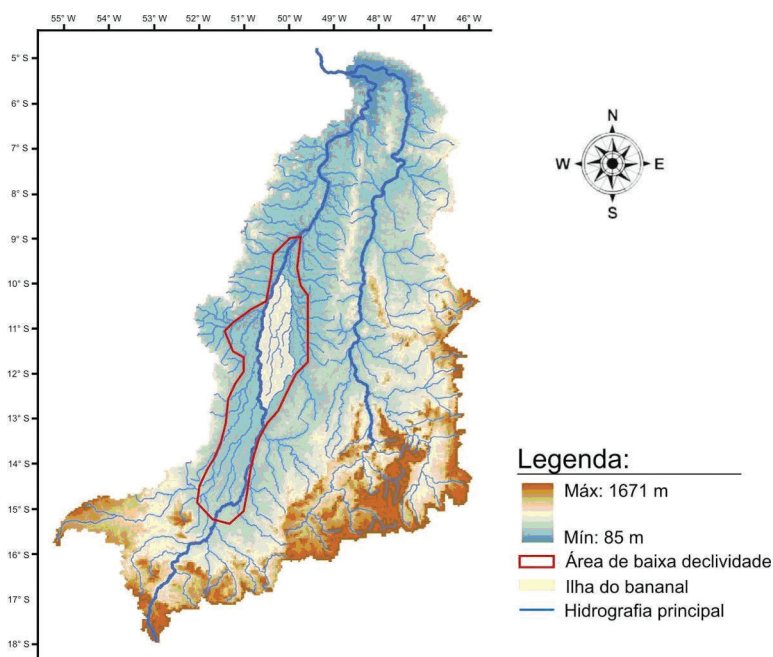 55° W 54° W 53° W 52° W 51° W 50° W 49° W 48° W 47° W 46° W
5° S
6° S
7° S
8° S
9° S
10° S
11° S
12° S
13° S
14° S
15° S
16° S
17° S
18° S
N
W E
S
Legenda:
Máx: 1671 m
Mín: 85 m
Área de baixa declividade
Ilha do bananal
Hidrografia principal